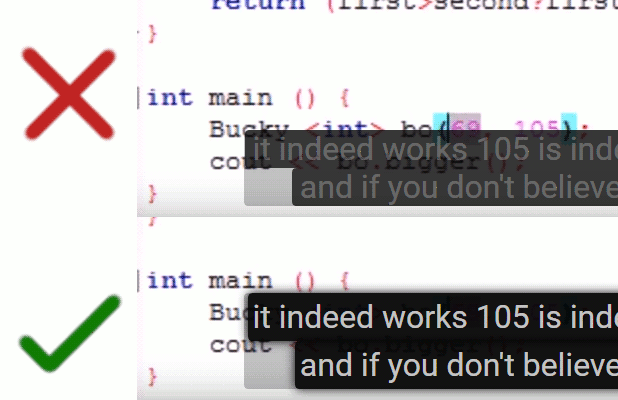 return (first>second?first
}
int main () {
Bucky <int> bo(69, 105);
it indeed works 105 is inde
cout << bo.bigger();
and if you don't believe
}
}
int main () {
Buc
it indeed works 105 is inde
cout << bo.bigger();
and if you don't believe
}